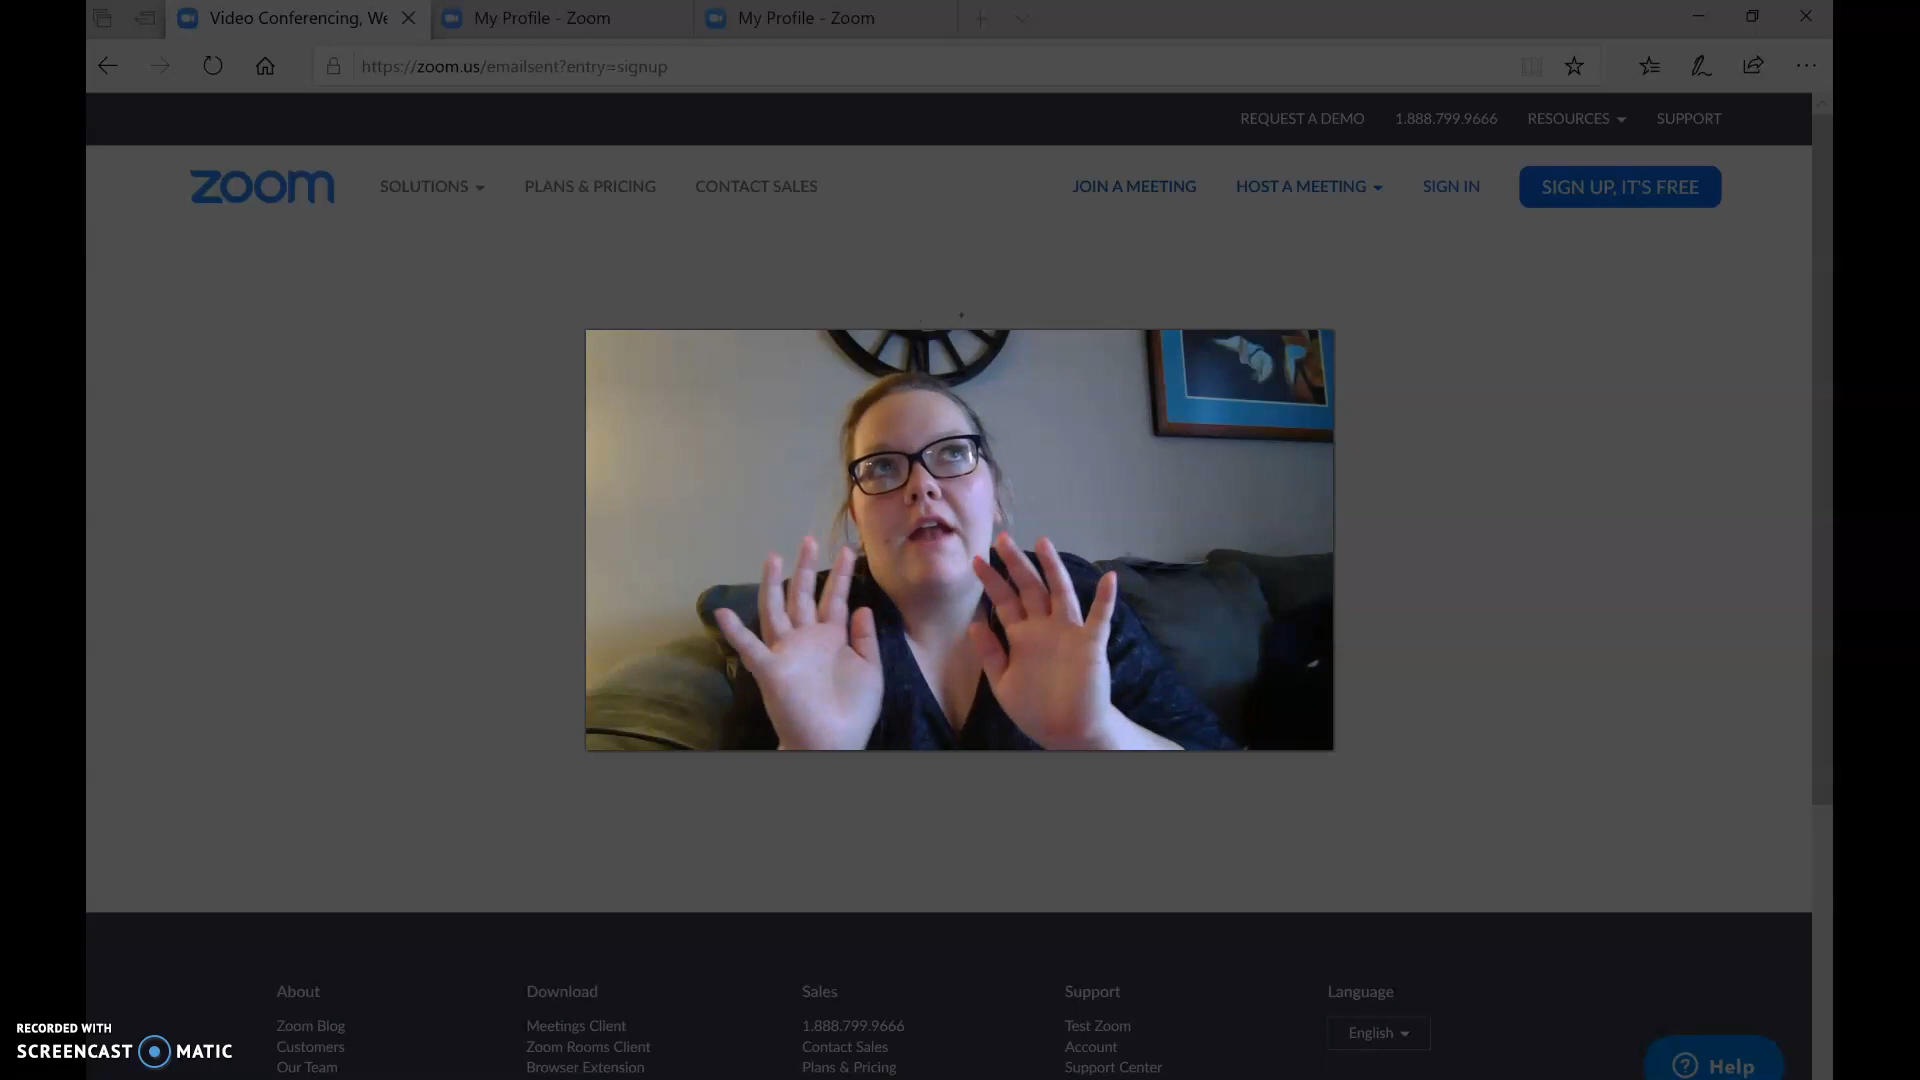 Video Conferencing, We
My Profile - Zoom
My Profile - Zoom
https://zoom.us/emailsent?entry=signup
REQUEST A DEMO
1.888.799.9666
RESOURCES
SUPPORT
zoom
SOLUTIONS
PLANS & PRICING
CONTACT SALES
JOIN A MEETING
HOST A MEETING
SIGN IN
SIGN UP, IT'S FREE
About
Zoom Blog
Customers
Our Team
Download
Meetings Client
Zoom Rooms Client
Browser Extension
Sales
1.888.799.9666
Contact Sales
Plans & Pricing
Support
Test Zoom
Account
Support Center
Language
English
Help
RECORDED WITH
SCREENCAST MATIC